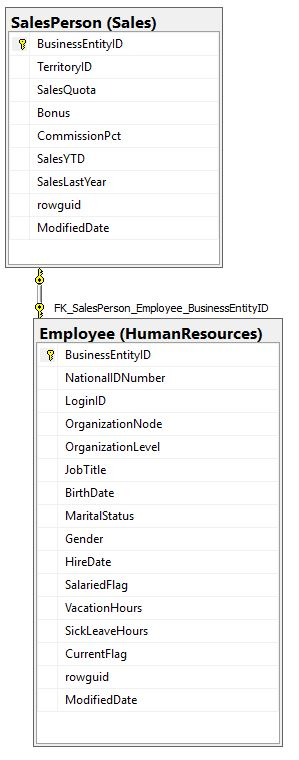 SalesPerson (Sales)
BusinessEntityID
TerritoryID
SalesQuota
Bonus
CommissionPct
SalesYTD
SalesLastYear
rowguid
ModifiedDate
FK_SalesPerson_Employee_BusinessEntityID
Employee (HumanResources)
BusinessEntityID
NationalIDNumber
LoginID
OrganizationNode
OrganizationLevel
JobTitle
BirthDate
MaritalStatus
Gender
HireDate
SalariedFlag
VacationHours
SickLeaveHours
CurrentFlag
rowguid
ModifiedDate